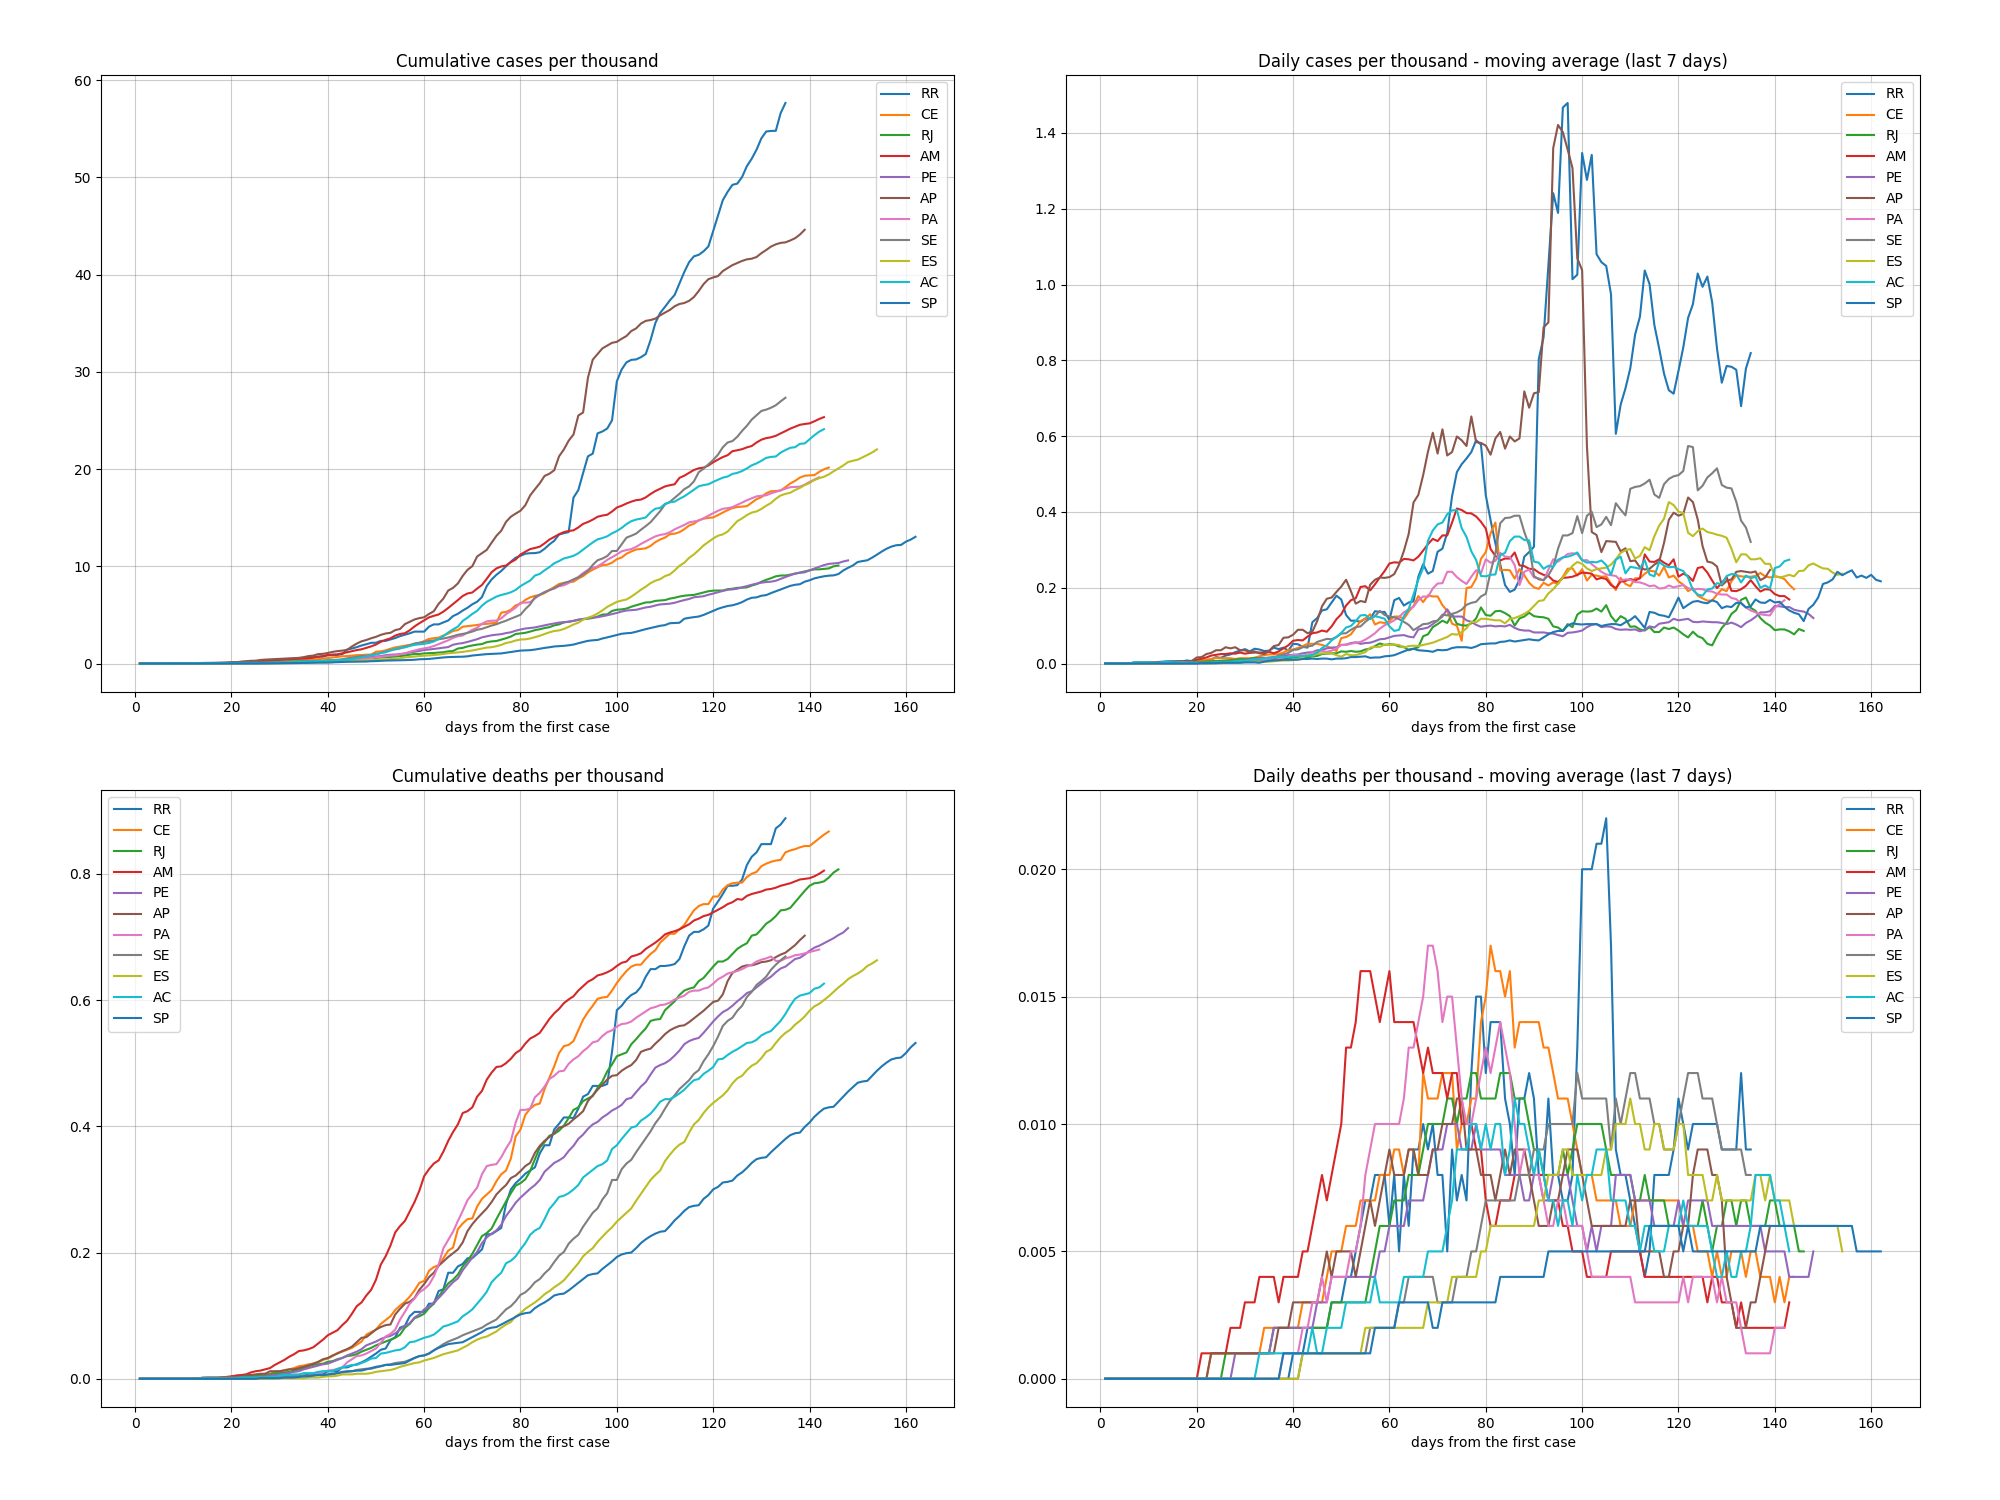 Cumulative cases per thousand
60
50
40
30
20
10
0
RR
CE
RJ
AM
PE
AP
PA
SE
ES
AC
SP
0 20 40 60 80 100 120 140 160
days from the first case
Daily cases per thousand - moving average (last 7 days)
1.4
1.2
1.0
0.8
0.6
0.4
0.2
0.0
RR
CE
RJ
AM
PE
AP
PA
SE
ES
AC
SP
0 20 40 60 80 100 120 140 160
days from the first case
Cumulative deaths per thousand
RR
CE
RJ
AM
PE
AP
PA
SE
ES
AC
SP
0.8
0.6
0.4
0.2
0.0
0 20 40 60 80 100 120 140 160
days from the first case
Daily deaths per thousand - moving average (last 7 days)
0.020
0.015
0.010
0.005
0.000
RR
CE
RJ
AM
PE
AP
PA
SE
ES
AC
SP
0 20 40 60 80 100 120 140 160
days from the first case